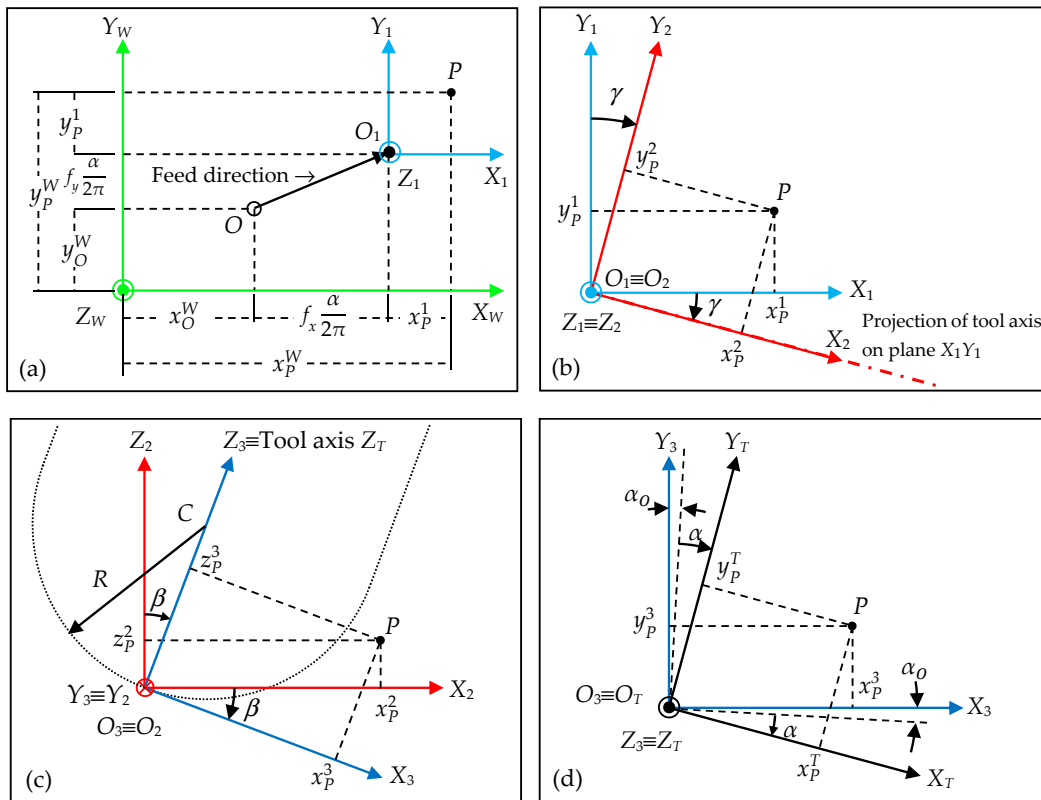 Y_W
Y_1
P
y_P^1
O_1
f_y α/2π
y_P^W
Feed direction →
Z_1
X_1
O
y_O^W
Z_W
x_O^W
f_x α/2π
x_P^1
X_W
x_P^W
(a)
Y_1
Y_2
γ
y_P^2
P
y_P^1
O_1≡O_2
X_1
γ
x_P^1
Z_1≡Z_2
x_P^2
X_2
Projection of tool axis
on plane X_1Y_1
(b)
Z_2
Z_3≡Tool axis Z_T
C
z_P^3
R
β
z_P^2
P
Y_3≡Y_2
X_2
β
x_P^2
O_3≡O_2
x_P^3
X_3
(c)
Y_3
Y_T
α_O
α
y_P^T
P
y_P^3
α_O
O_3≡O_T
x_P^3
X_3
Z_3≡Z_T
α
x_P^T
X_T
(d)